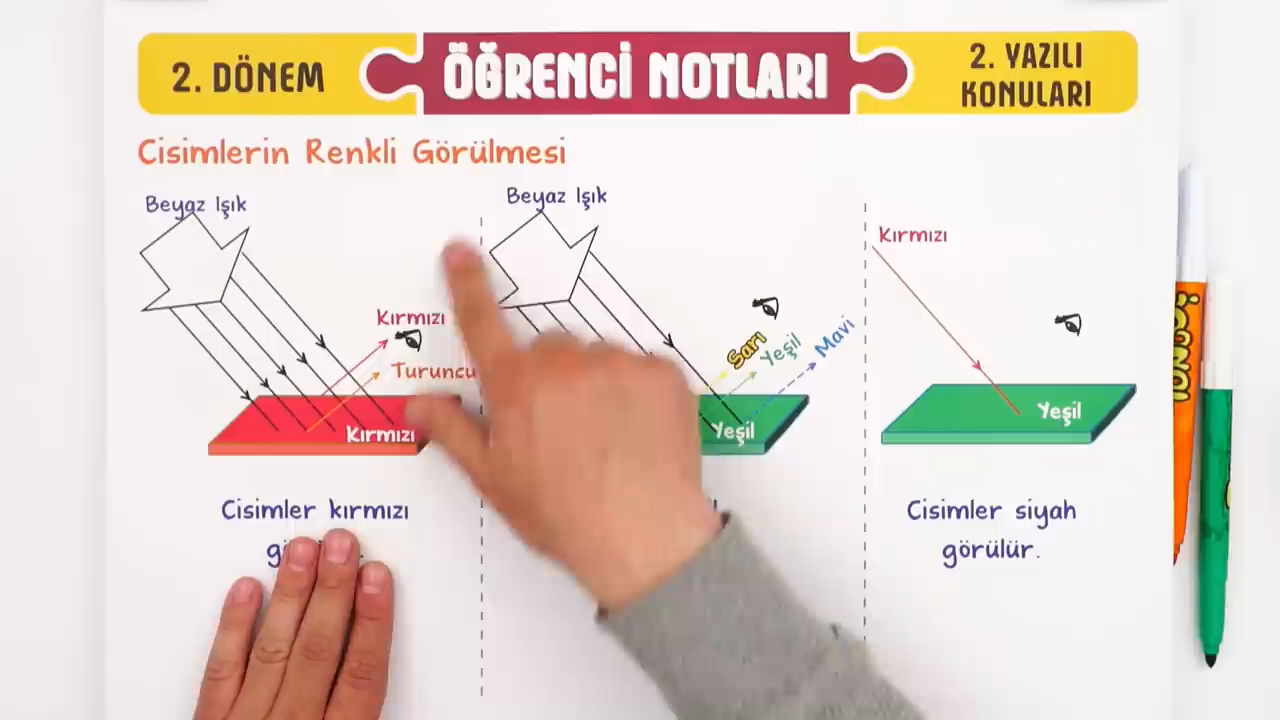 2. DÖNEM
ÖĞRENCİ NOTLARI
2. YAZILI
KONULARI
Cisimlerin Renkli Görülmesi
Beyaz Işık
Kırmızı
Turuncu
Kırmızı
Cisimler kırmızı
Beyaz Işık
Sarı
Yeşil
Mavi
Yeşil
Kırmızı
Yeşil
Cisimler siyah
görülür.